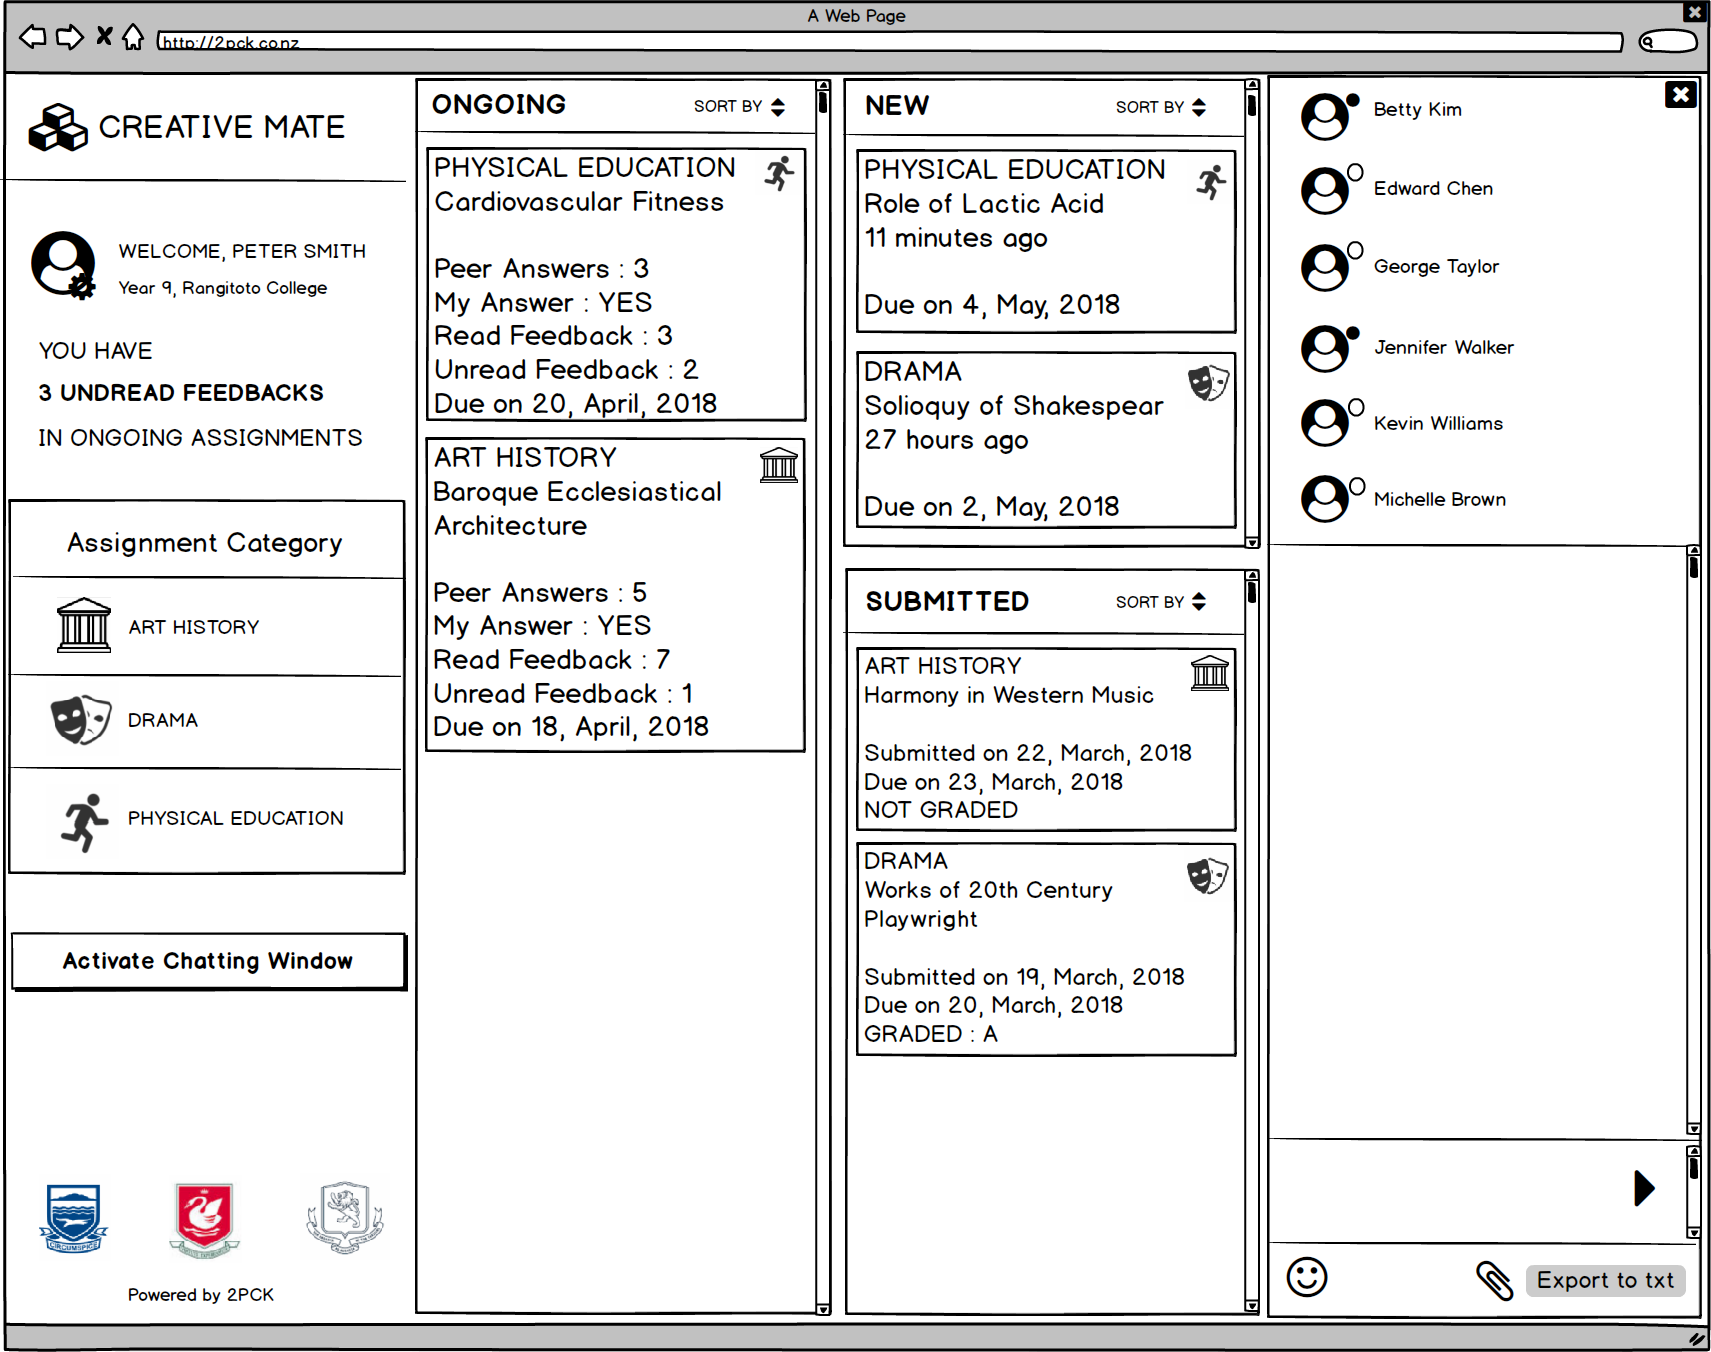 A Web Page
http://2pck.co.nz
CREATIVE MATE
WELCOME, PETER SMITH
Year 9, Rangitoto College
YOU HAVE
3 UNDREAD FEEDBACKS
IN ONGOING ASSIGNMENTS
Assignment Category
ART HISTORY
DRAMA
PHYSICAL EDUCATION
Activate Chatting Window
CIRCUMSPICE
Powered by 2PCK
ONGOING
SORT BY
PHYSICAL EDUCATION
Cardiovascular Fitness
Peer Answers : 3
My Answer : YES
Read Feedback : 3
Unread Feedback : 2
Due on 20, April, 2018
ART HISTORY
Baroque Ecclesiastical
Architecture
Peer Answers : 5
My Answer : YES
Read Feedback : 7
Unread Feedback : 1
Due on 18, April, 2018
NEW
SORT BY
PHYSICAL EDUCATION
Role of Lactic Acid
11 minutes ago
Due on 4, May, 2018
DRAMA
Solioquy of Shakespear
27 hours ago
Due on 2, May, 2018
SUBMITTED
SORT BY
ART HISTORY
Harmony in Western Music
Submitted on 22, March, 2018
Due on 23, March, 2018
NOT GRADED
DRAMA
Works of 20th Century
Playwright
Submitted on 19, March, 2018
Due on 20, March, 2018
GRADED : A
Betty Kim
Edward Chen
George Taylor
Jennifer Walker
Kevin Williams
Michelle Brown
Export to txt